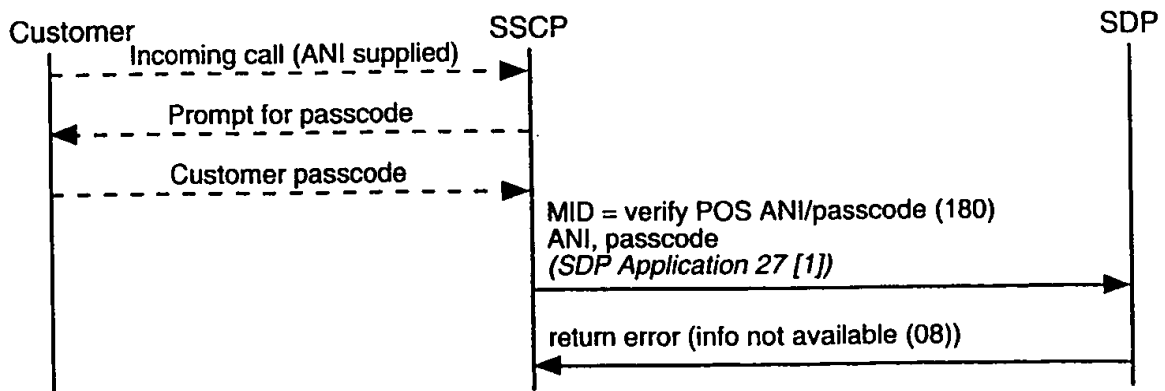 Customer SSCP SDP
Incoming call (ANI supplied)
Prompt for passcode
Customer passcode
MID = verify POS ANI/passcode (180)
ANI, passcode
(SDP Application 27 [1])
return error (info not available (08))